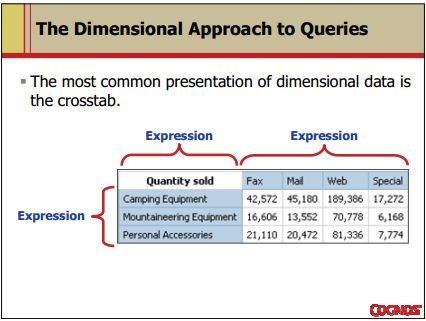 The Dimensional Approach to Queries
The most common presentation of dimensional data is
the crosstab.
Expression Expression
Quantity sold Fax Mail Web Special
Camping Equipment 42,572 45,180 189,386 17,272
Expression Mountaineering Equipment 16,606 13,552 70,778 6,168
Personal Accessories 21,110 20,472 81,336 7,774
COGNOS